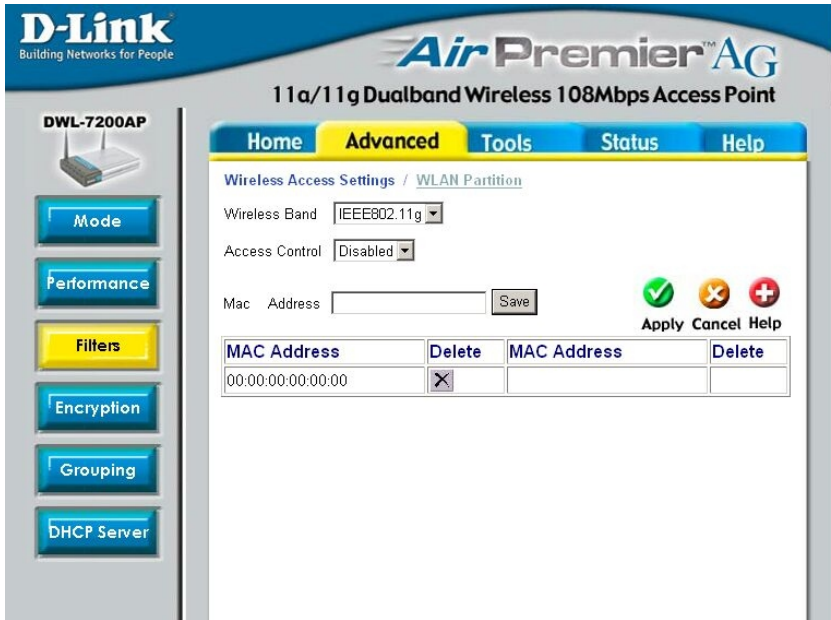 D-Link
Building Networks for People
Air Premier™ AG
11a/11g Dualband Wireless 108Mbps Access Point
DWL-7200AP
Home Advanced Tools Status Help
Mode
Performance
Filters
Encryption
Grouping
DHCP Server
Wireless Access Settings / WLAN Partition
Wireless Band IEEE802.11g
Access Control Disabled
Mac Address Save
Apply Cancel Help
MAC Address Delete MAC Address Delete
00:00:00:00:00:00 X